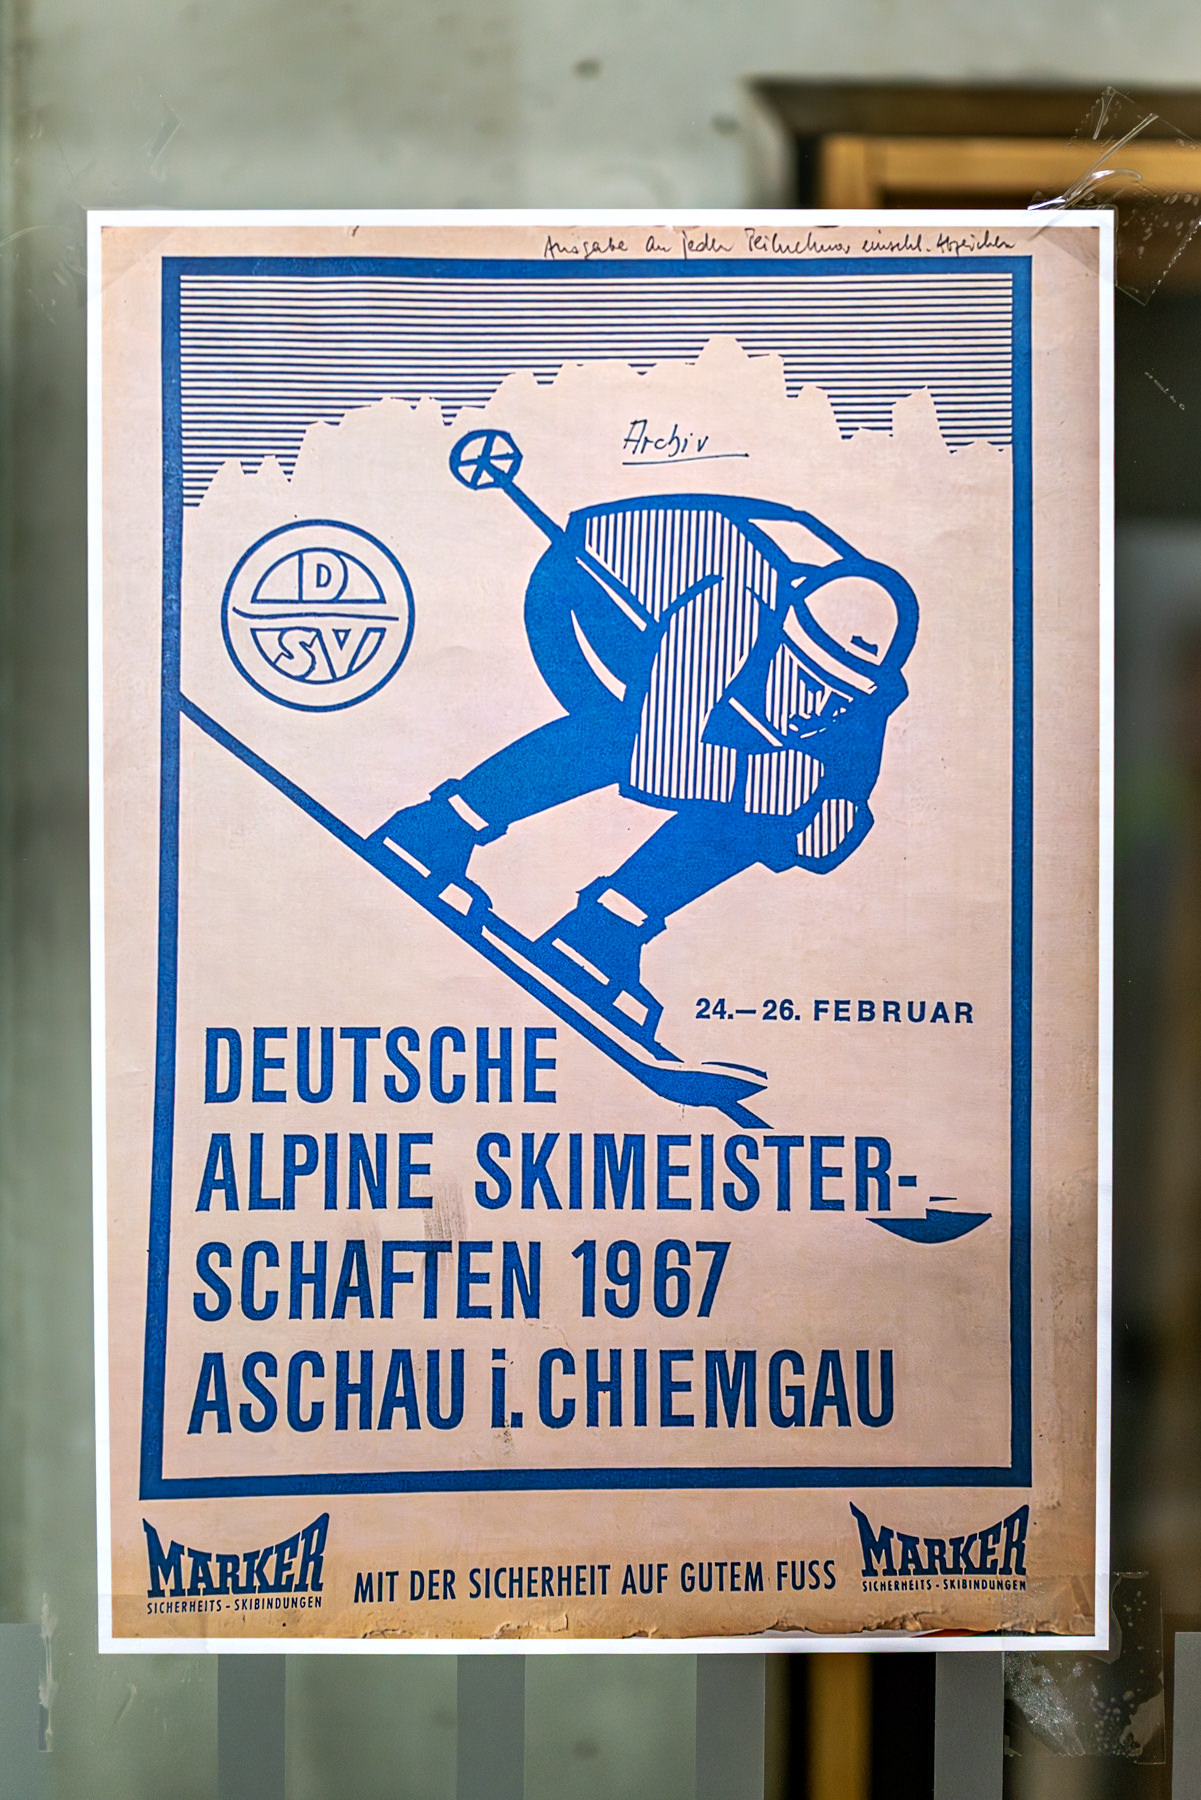 Ausgabe an jeden Teilnehmer einschl. Abzeichen
Archiv
D
SV
24.—26. FEBRUAR
DEUTSCHE
ALPINE SKIMEISTER-
SCHAFTEN 1967
ASCHAU i. CHIEMGAU
MARKER
SICHERHEITS-SKIBINDUNGEN
MIT DER SICHERHEIT AUF GUTEM FUSS
MARKER
SICHERHEITS-SKIBINDUNGEN